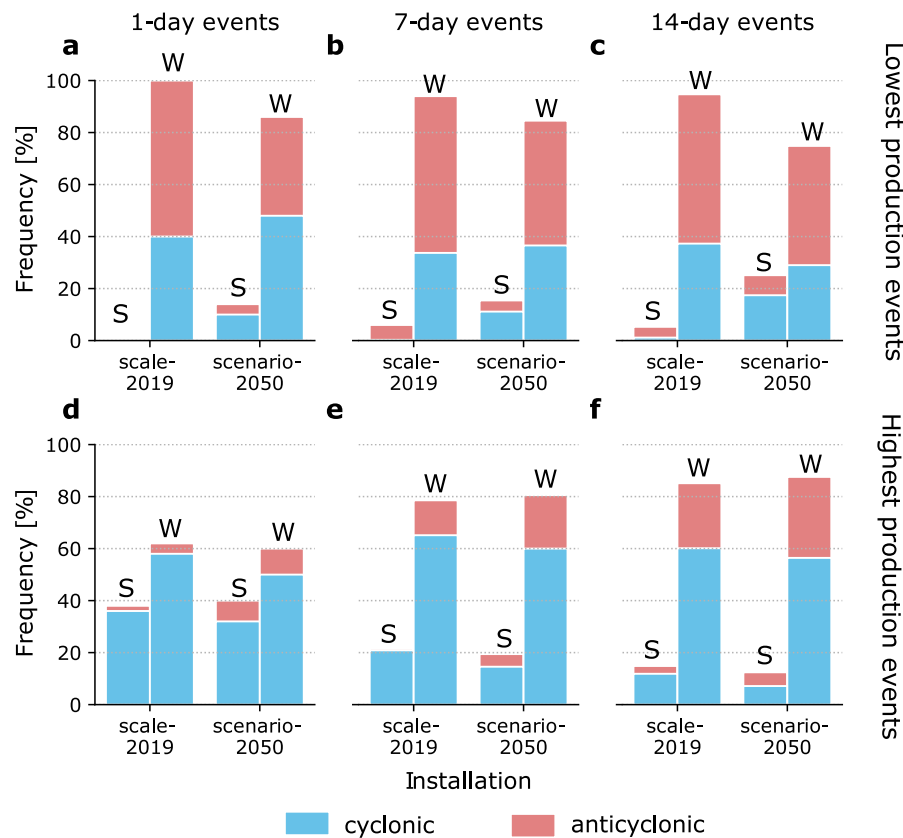 1-day events
7-day events
14-day events
a
b
c
Lowest production events
Frequency [%]
100
80
60
40
20
0
S
W
S
W
S
W
S
W
S
W
S
W
scale-
2019
scenario-
2050
scale-
2019
scenario-
2050
scale-
2019
scenario-
2050
d
e
f
Highest production events
Frequency [%]
100
80
60
40
20
0
S
W
S
W
S
W
S
W
S
W
S
W
scale-
2019
scenario-
2050
scale-
2019
scenario-
2050
scale-
2019
scenario-
2050
Installation
cyclonic
anticyclonic